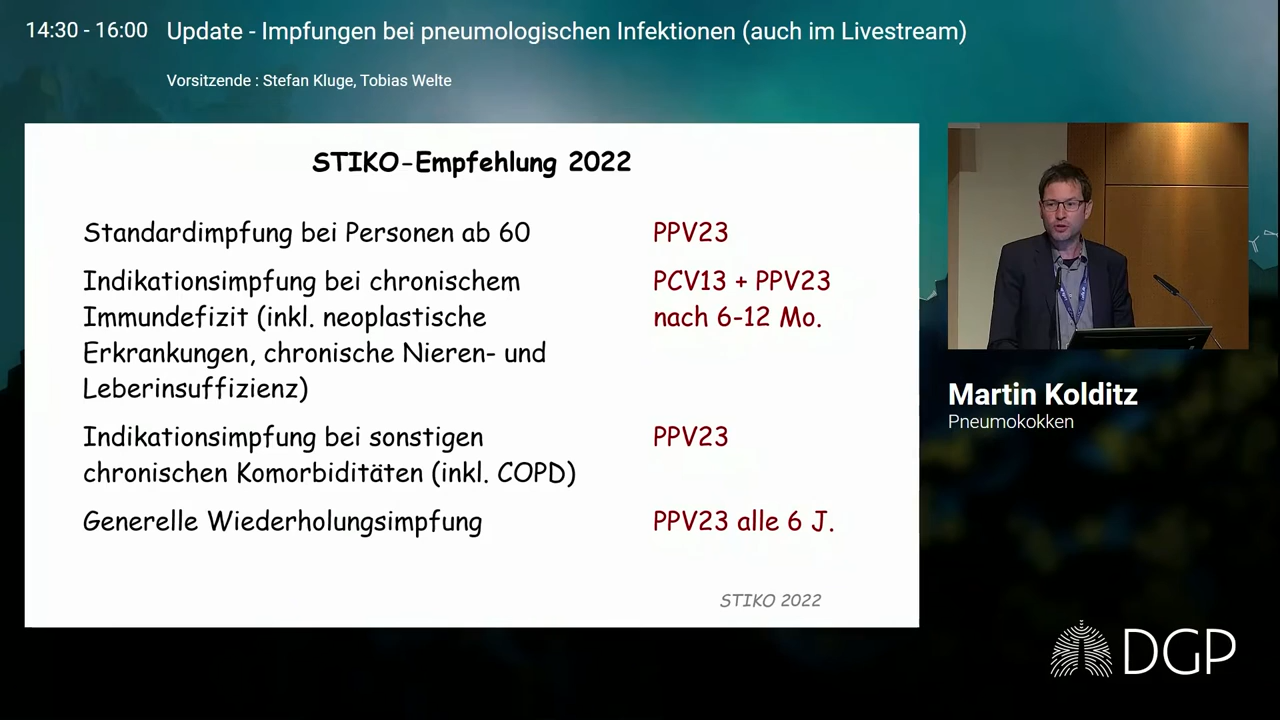 14:30 - 16:00 Update - Impfungen bei pneumologischen Infektionen (auch im Livestream)
Vorsitzende : Stefan Kluge, Tobias Welte
STIKO-Empfehlung 2022
Standardimpfung bei Personen ab 60 PPV23
Indikationsimpfung bei chronischem PCV13 + PPV23
Immundefizit (inkl. neoplastische nach 6-12 Mo.
Erkrankungen, chronische Nieren- und
Leberinsuffizienz)
Indikationsimpfung bei sonstigen PPV23
chronischen Komorbiditäten (inkl. COPD)
Generelle Wiederholungsimpfung PPV23 alle 6 J.
STIKO 2022
Martin Kolditz
Pneumokokken
DGP